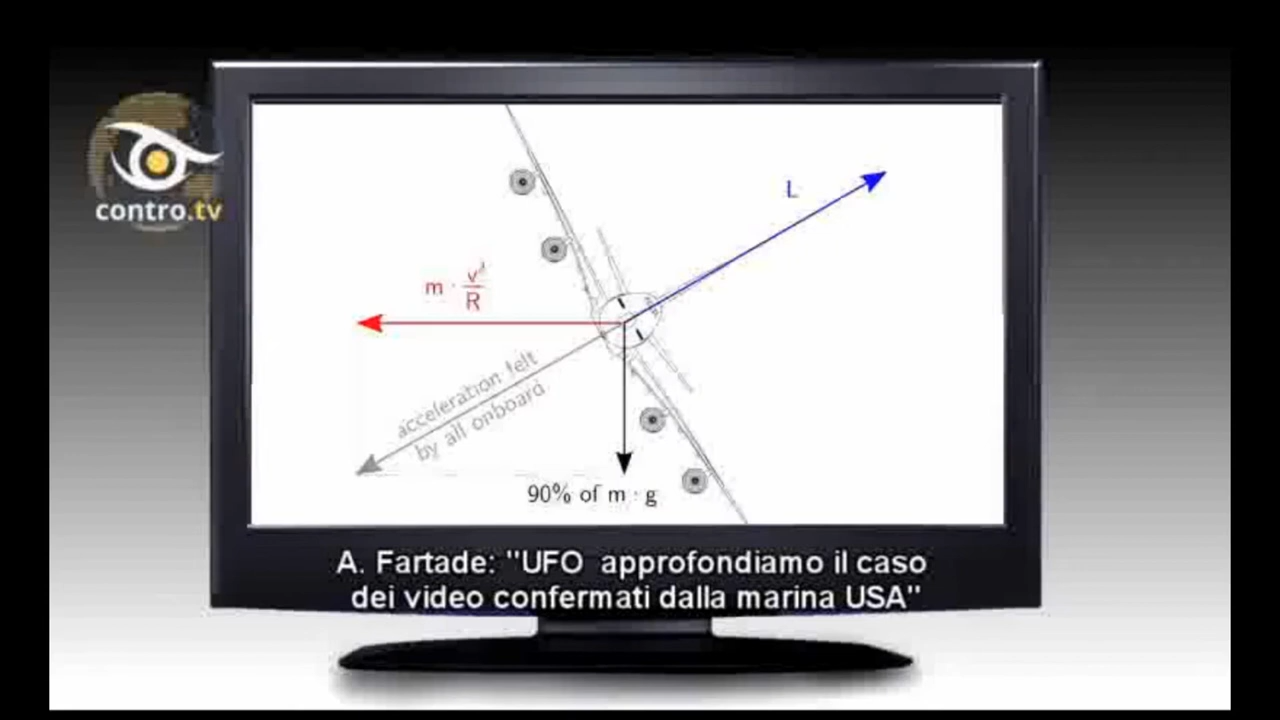 contro.tv
L
m · v²
R
acceleration felt
by all onboard
90% of m · g
A. Fartade: "UFO approfondiamo il caso
dei video confermati dalla marina USA"